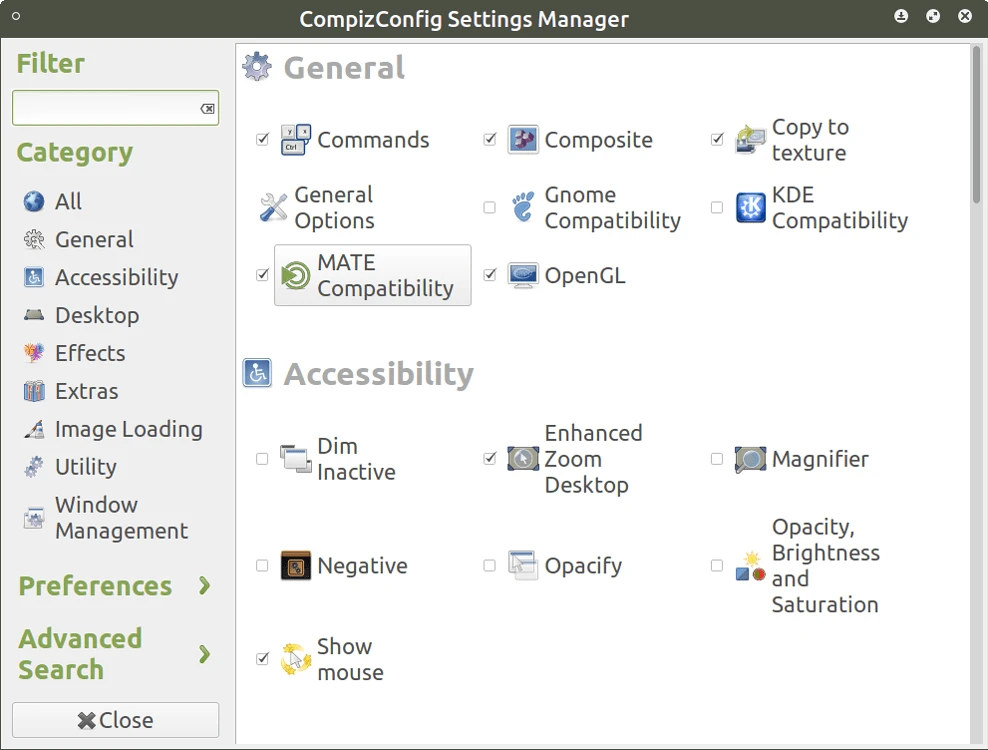 CompizConfig Settings Manager
Filter
Category
All
General
Accessibility
Desktop
Effects
Extras
Image Loading
Utility
Window
Management
Preferences
Advanced
Search
Close
General
Commands
Composite
Copy to
texture
General
Options
Gnome
Compatibility
KDE
Compatibility
MATE
Compatibility
OpenGL
Accessibility
Dim
Inactive
Enhanced
Zoom
Desktop
Magnifier
Negative
Opacify
Opacity,
Brightness
and
Saturation
Show
mouse